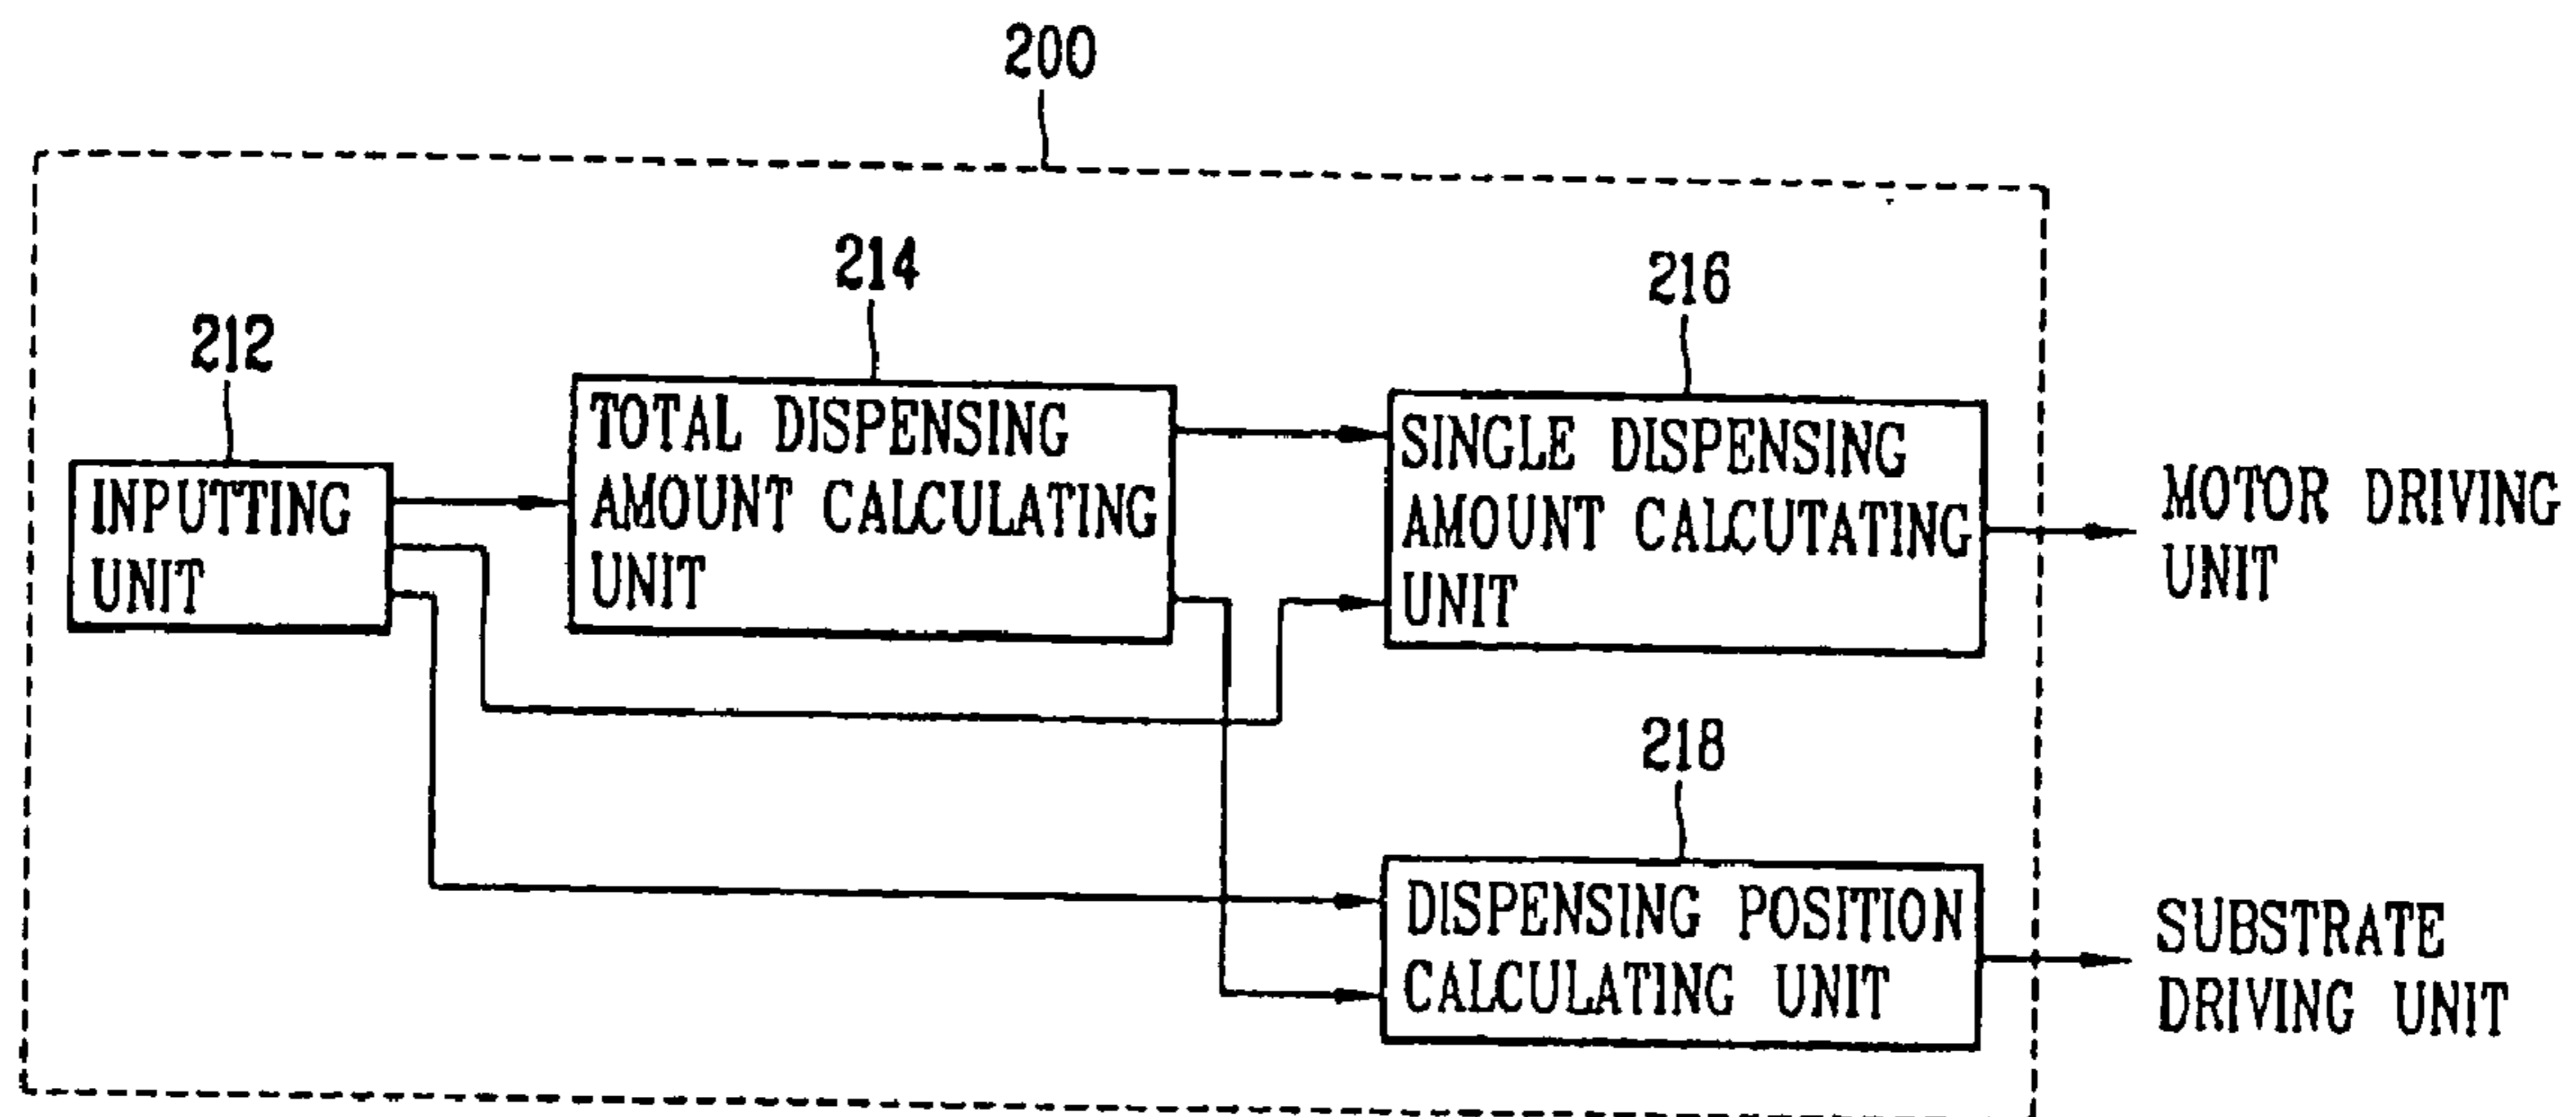 200
212
INPUTTING
UNIT
214
TOTAL DISPENSING
AMOUNT CALCULATING
UNIT
216
SINGLE DISPENSING
AMOUNT CALCUTATING
UNIT
MOTOR DRIVING
UNIT
218
DISPENSING POSITION
CALCULATING UNIT
SUBSTRATE
DRIVING UNIT